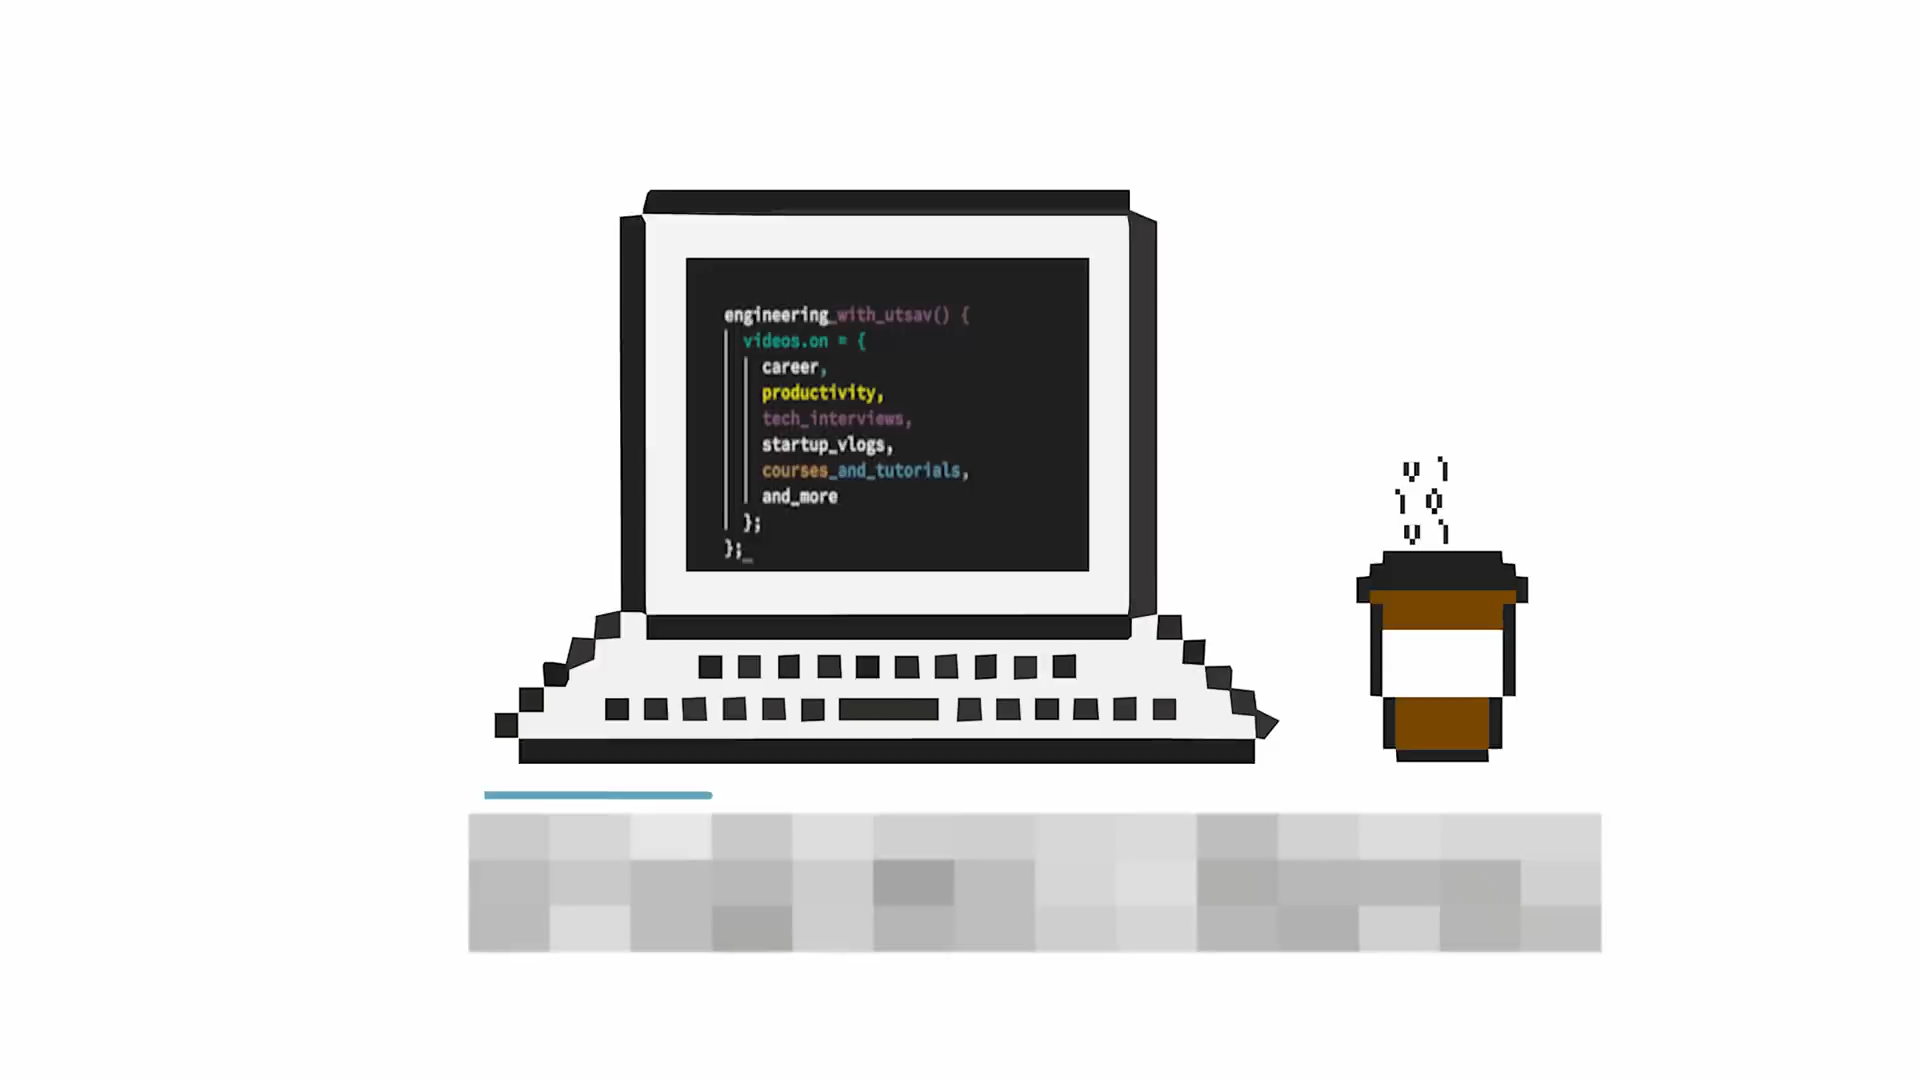 engineering_with_utsav() {
videos.on = {
career,
productivity,
tech_interviews,
startup_vlogs,
courses_and_tutorials,
and_more
};
};_